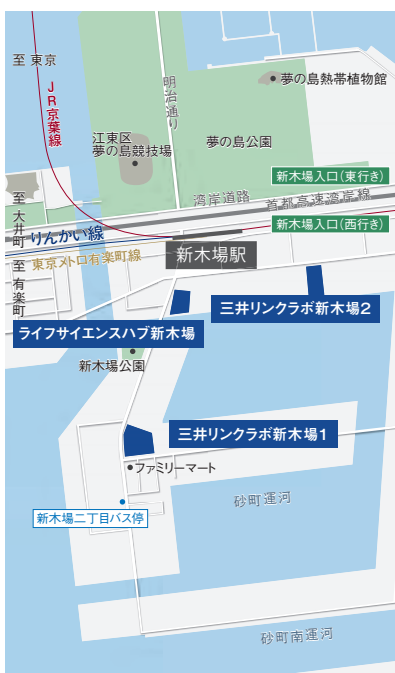 至 東京
JR京葉線
明治通り
夢の島熱帯植物館
江東区
夢の島競技場
夢の島公園
新木場入口(東行き)
湾岸道路
首都高速湾岸線
至 大井町
りんかい線
新木場入口(西行き)
東京メトロ有楽町線
新木場駅
至 有楽町
三井リンクラボ新木場2
ライフサイエンスハブ新木場
新木場公園
三井リンクラボ新木場1
ファミリーマート
砂町運河
新木場二丁目バス停
砂町南運河